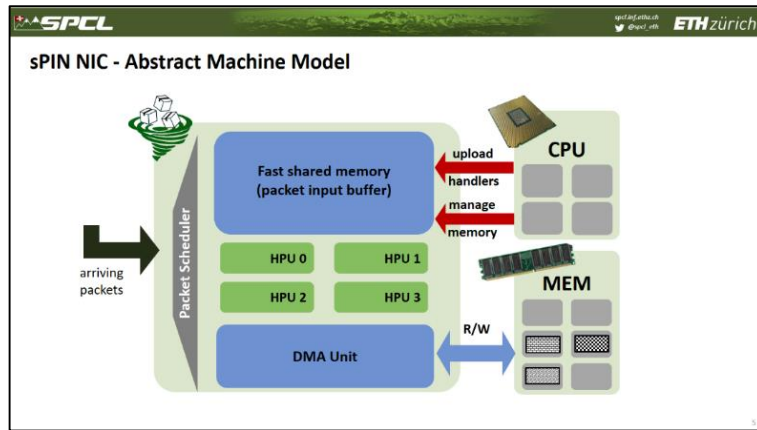 SPCL
spcl.inf.ethz.ch
@spcl_eth
ETH zürich
sPIN NIC - Abstract Machine Model
Fast shared memory
(packet input buffer)
upload
handlers
manage
memory
CPU
arriving
packets
Packet Scheduler
HPU 0
HPU 1
HPU 2
HPU 3
DMA Unit
R/W
MEM
5